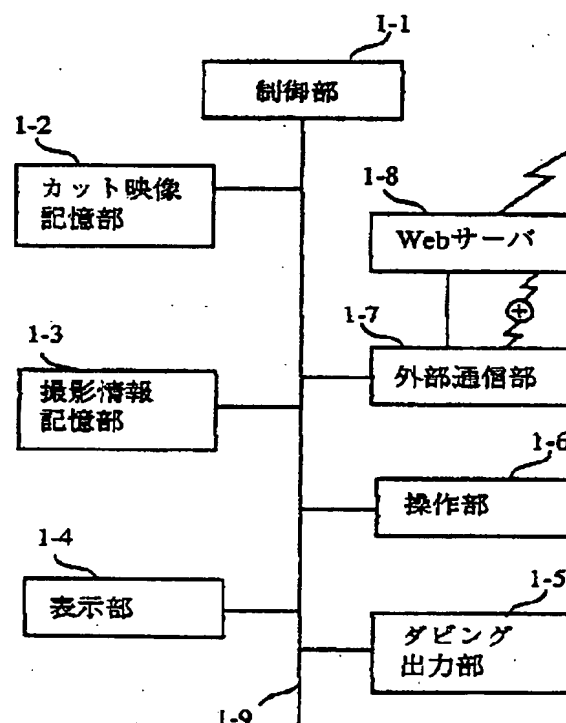 1-1
制御部
1-2
カット映像
記憶部
1-8
Webサーバ
1-7
外部通信部
1-3
撮影情報
記憶部
1-6
操作部
1-4
表示部
1-5
ダビング
出力部
1-9